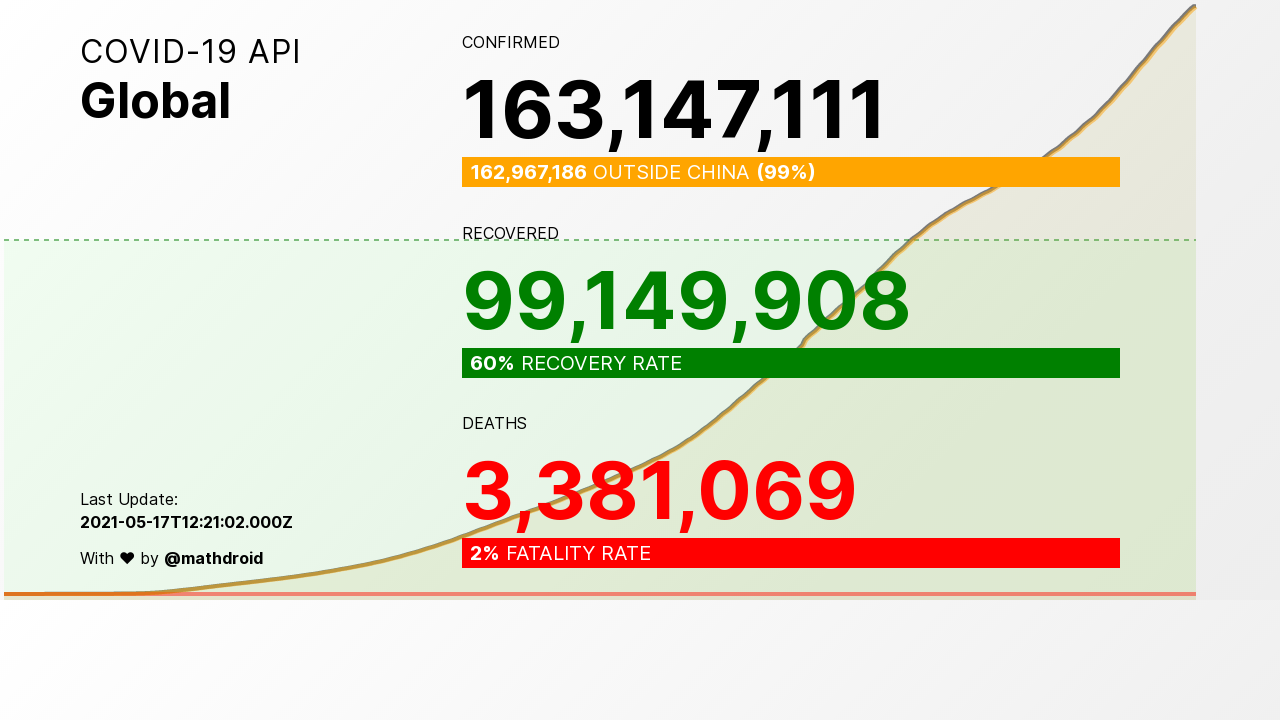 COVID-19 API
Global
CONFIRMED
163,147,111
162,967,186 OUTSIDE CHINA (99%)
RECOVERED
99,149,908
60% RECOVERY RATE
DEATHS
3,381,069
2% FATALITY RATE
Last Update:
2021-05-17T12:21:02.000Z
With ♥ by @mathdroid